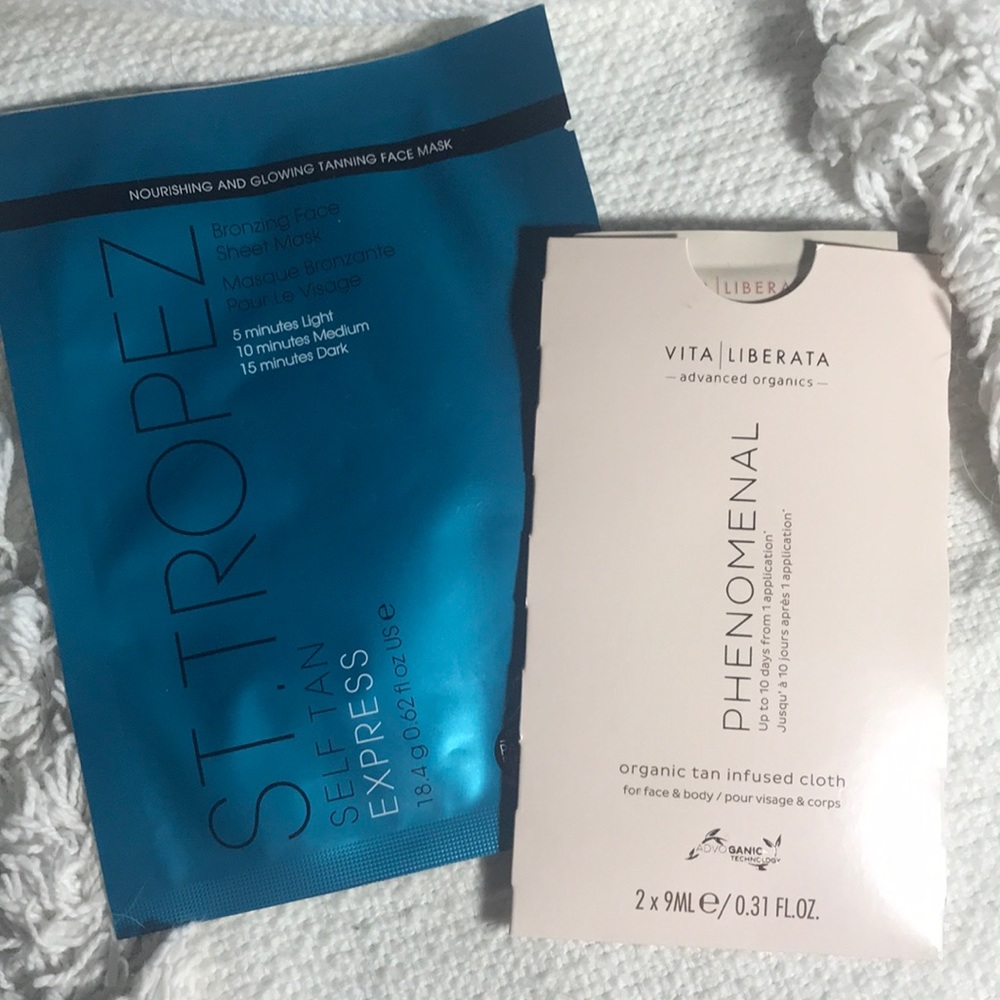 NOURISHING AND GLOWING TANNING FACE MASK
Bronzing Face
Sheet Mask
Masque Bronzante
Pour Le Visage
5 minutes Light
10 minutes Medium
15 minutes Dark
ST. TROPEZ
SELF TAN
EXPRESS
18.4 g 0.62 fl oz US e
LIBERA
VITA|LIBERATA
— advanced organics —
PHENOMENAL
Up to 10 days from 1 application*
Jusqu' à 10 jours après 1 application*
organic tan infused cloth
for face & body / pour visage & corps
ADVOGANIC
TECHNOLOGY
2 x 9ML e / 0.31 FL.OZ.